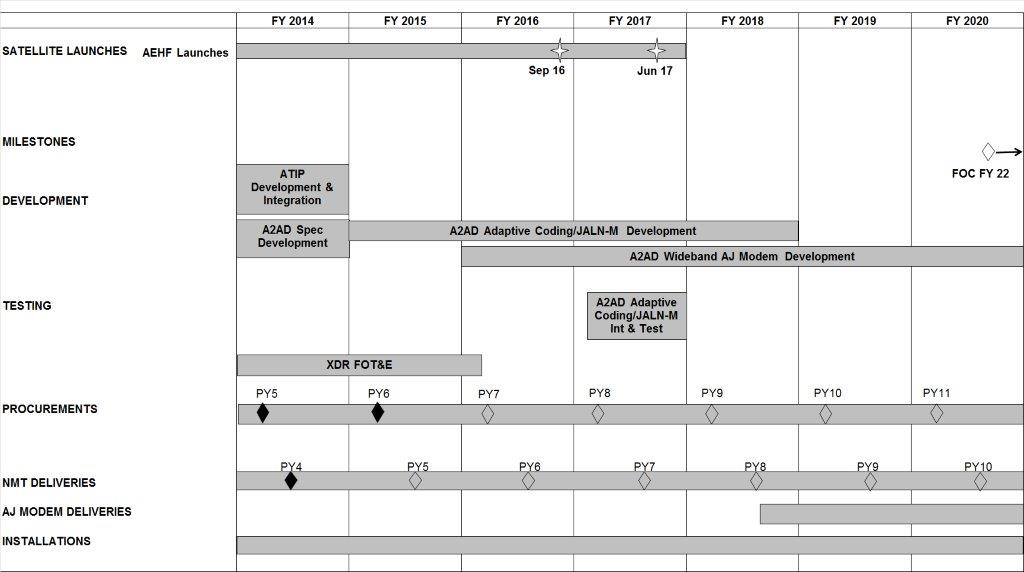 FY 2014 FY 2015 FY 2016 FY 2017 FY 2018 FY 2019 FY 2020
SATELLITE LAUNCHES AEHF Launches
Sep 16 Jun 17
MILESTONES
FOC FY 22
ATIP
Development &
Integration
DEVELOPMENT
A2AD Spec
Development
A2AD Adaptive Coding/JALN-M Development
A2AD Wideband AJ Modem Development
TESTING
A2AD Adaptive
Coding/JALN-M
Int & Test
XDR FOT&E
PY5 PY6 PY7 PY8 PY9 PY10 PY11
PROCUREMENTS
PY4 PY5 PY6 PY7 PY8 PY9 PY10
NMT DELIVERIES
AJ MODEM DELIVERIES
INSTALLATIONS